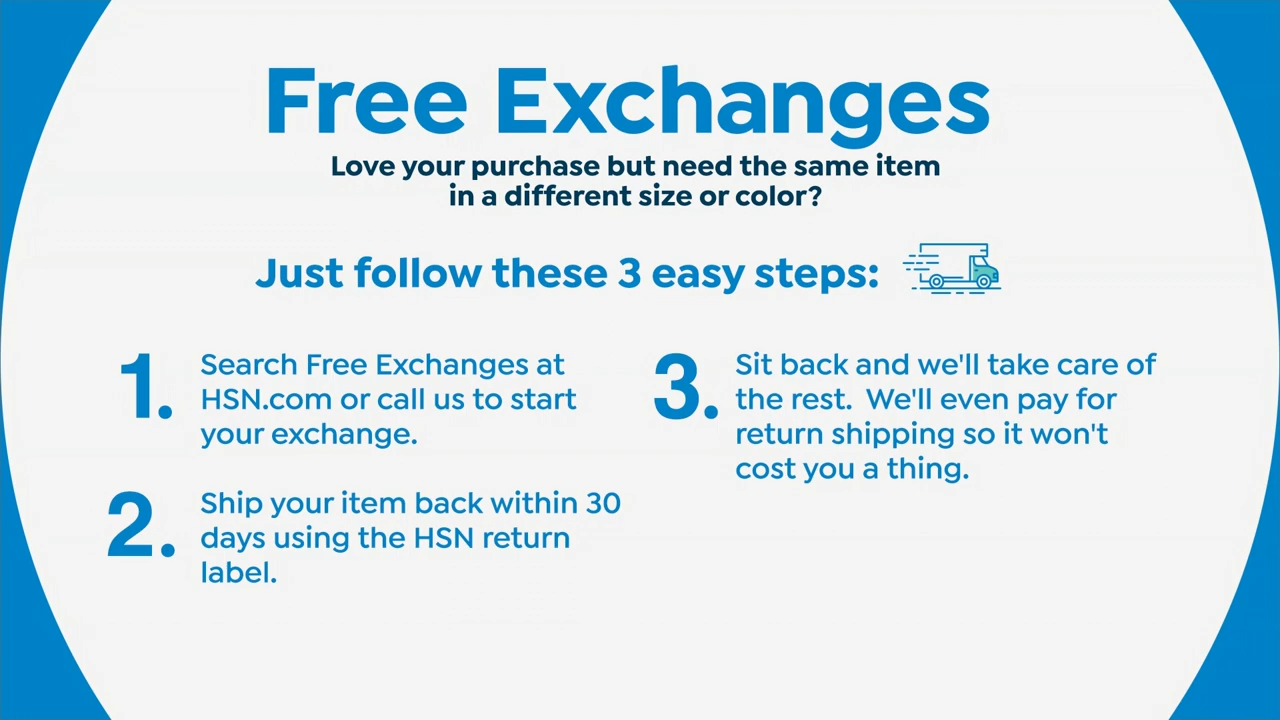 Free Exchanges
Love your purchase but need the same item
in a different size or color?
Just follow these 3 easy steps:
1. Search Free Exchanges at
HSN.com or call us to start
your exchange.
2. Ship your item back within 30
days using the HSN return
label.
3. Sit back and we'll take care of
the rest.  We'll even pay for
return shipping so it won't
cost you a thing.